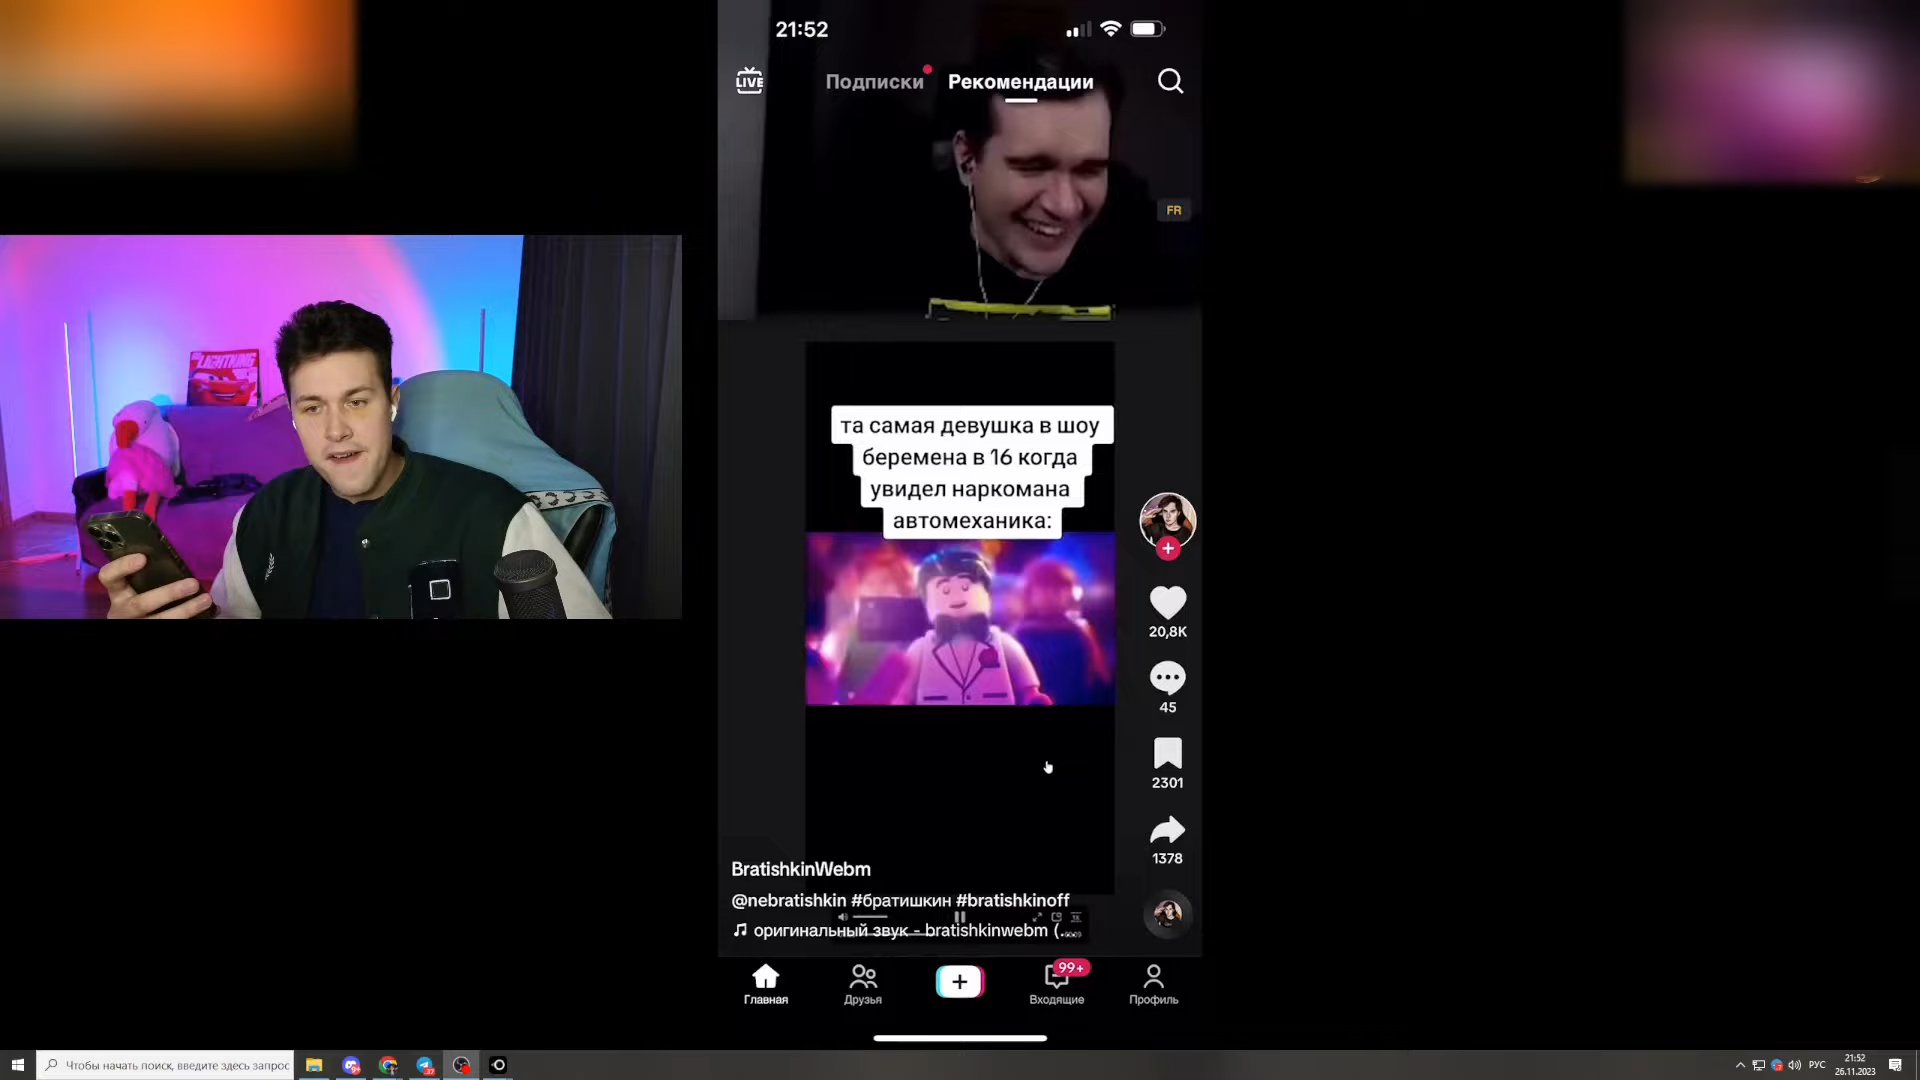 21:52
LIVE
Подписки
Рекомендации
FR
LIGHTNING
та самая девушка в шоу
беремена в 16 когда
увидел наркомана
автомеханика:
20,8K
45
2301
1378
BratishkinWebm
@nebratishkin #братишкин #bratishkinoff
оригинальный звук - bratishkinwebm (...
Главная
Друзья
99+
Входящие
Профиль
Чтобы начать поиск, введите здесь запрос
РУС
21:52
26.11.2023